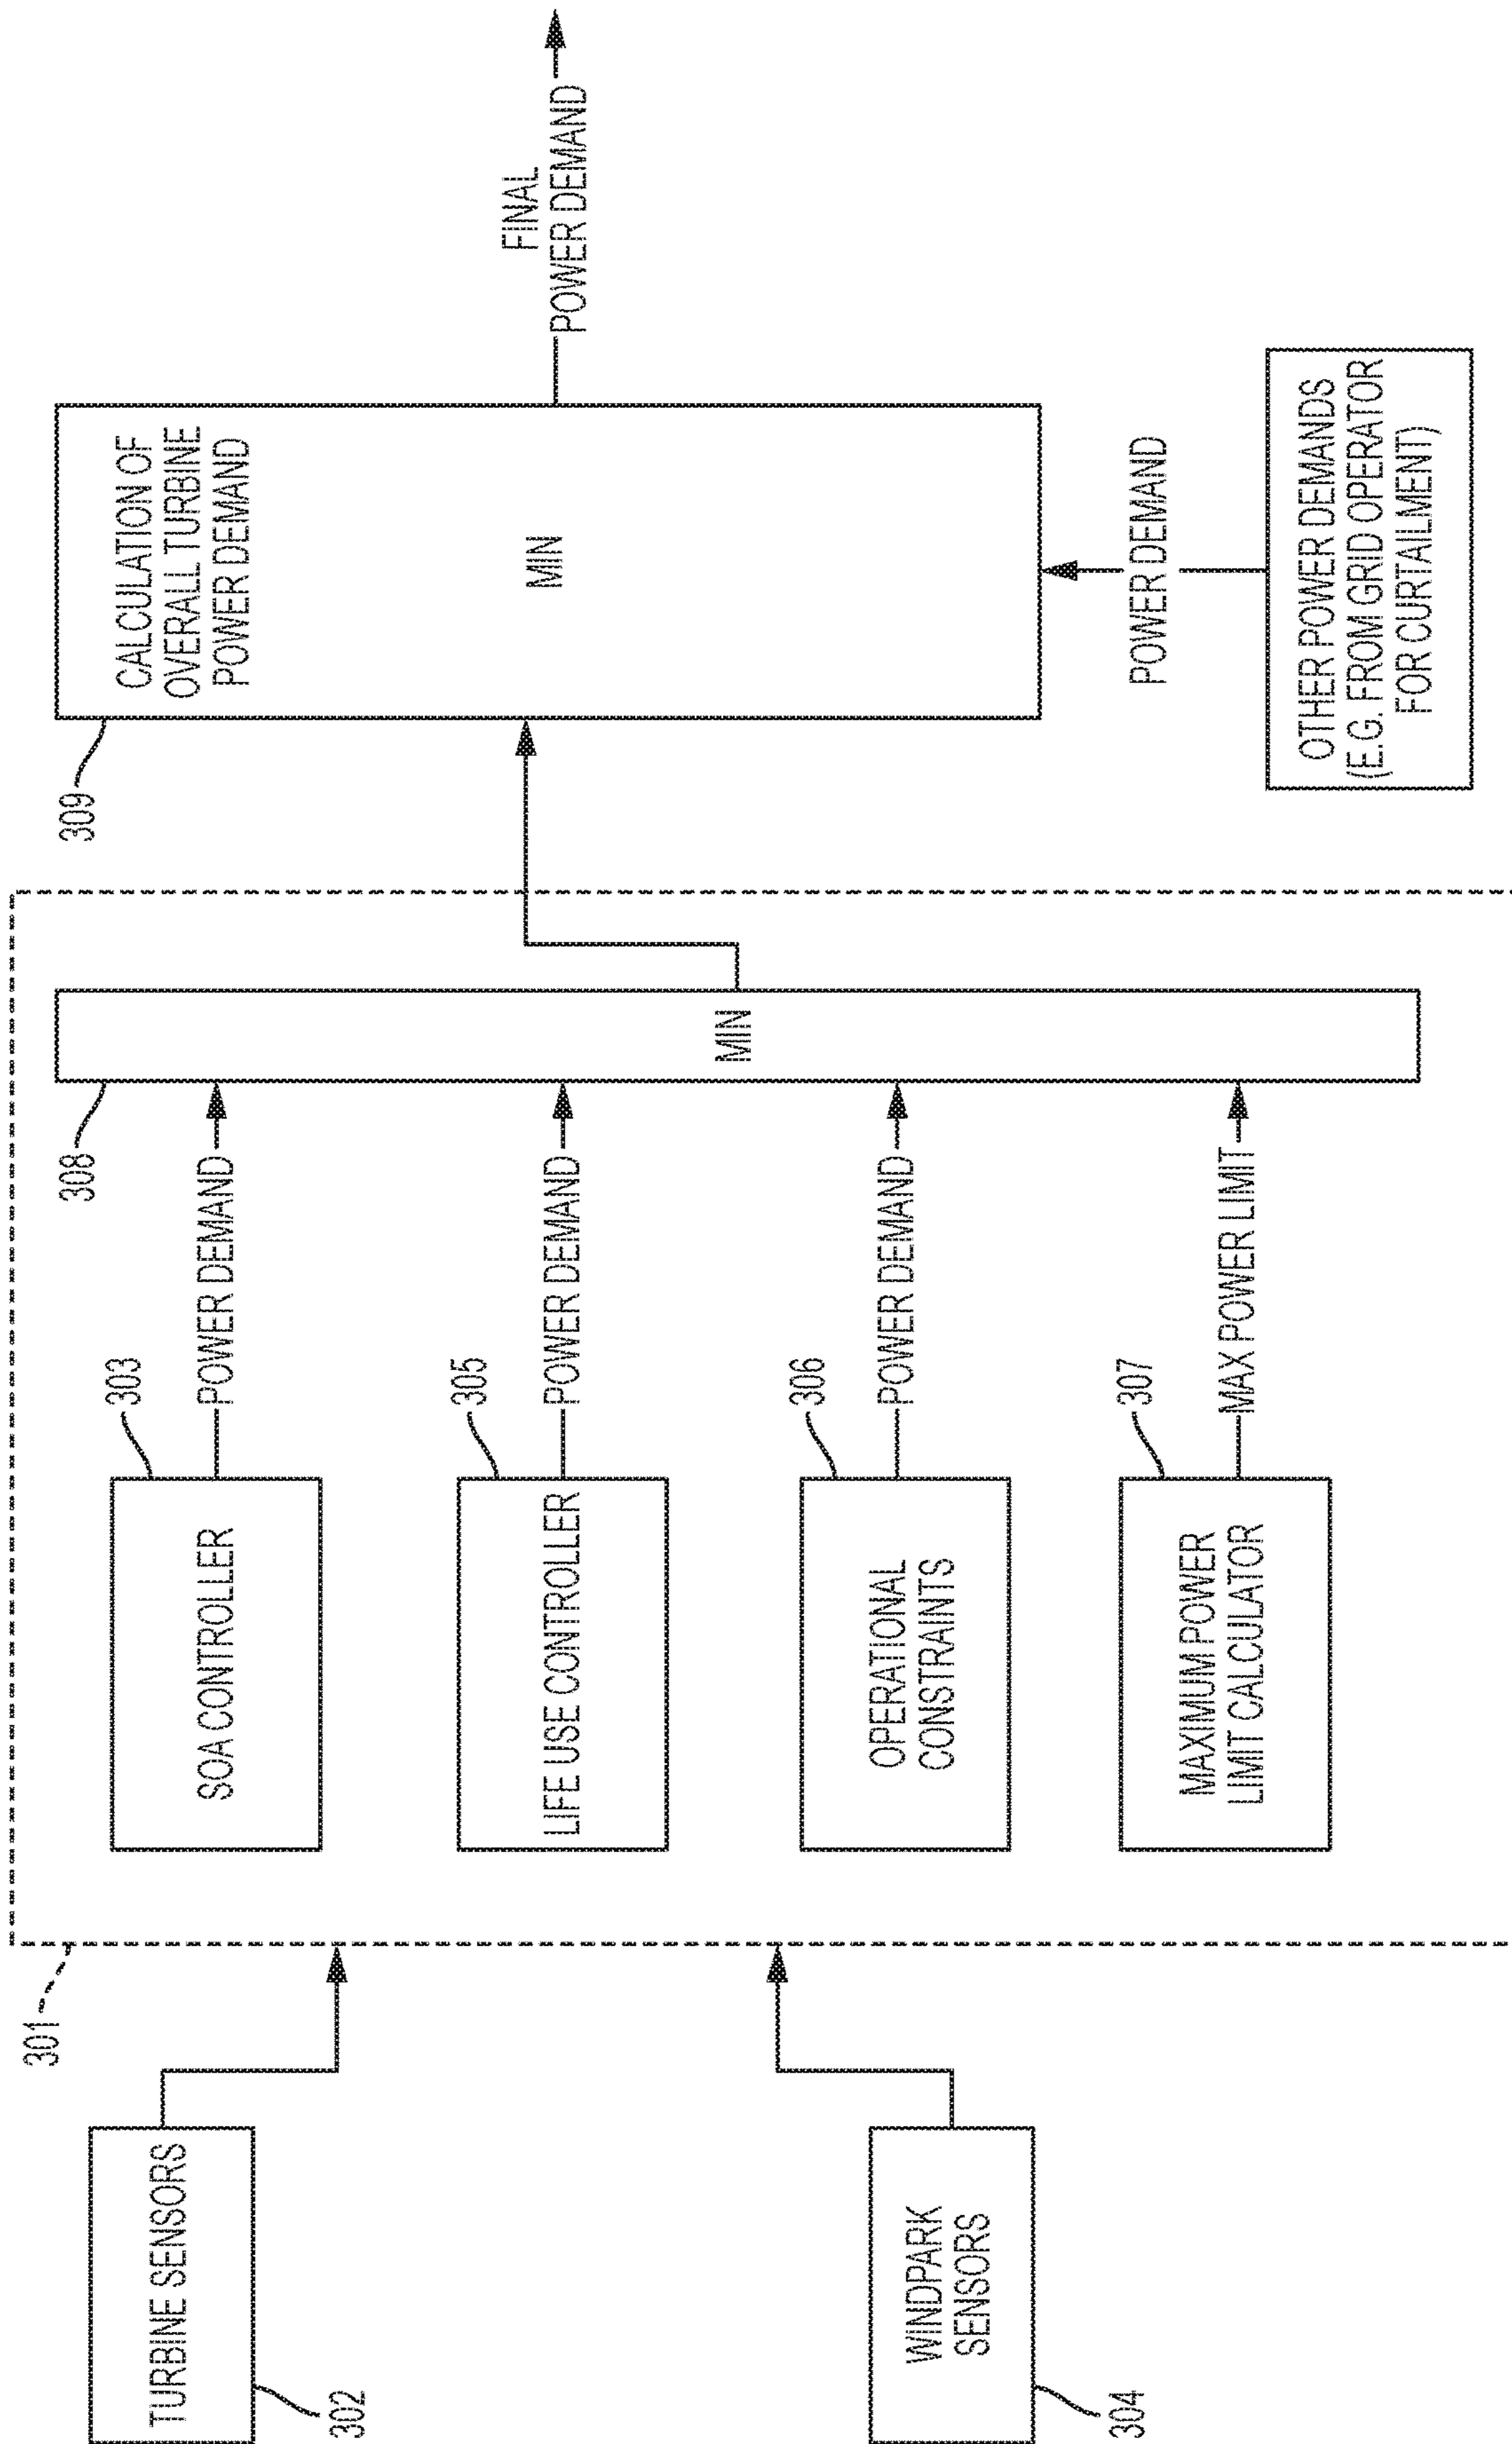 301
TURBINE SENSORS
302
WINDPARK
SENSORS
304
SOA CONTROLLER
303
POWER DEMAND
LIFE USE CONTROLLER
305
POWER DEMAND
OPERATIONAL
CONSTRAINTS
306
POWER DEMAND
MAXIMUM POWER
LIMIT CALCULATOR
307
MAX POWER LIMIT
308
MIN
309
CALCULATION OF
OVERALL TURBINE
POWER DEMAND
MIN
FINAL
POWER DEMAND
POWER DEMAND
OTHER POWER DEMANDS
(E.G. FROM GRID OPERATOR
FOR CURTAILMENT)